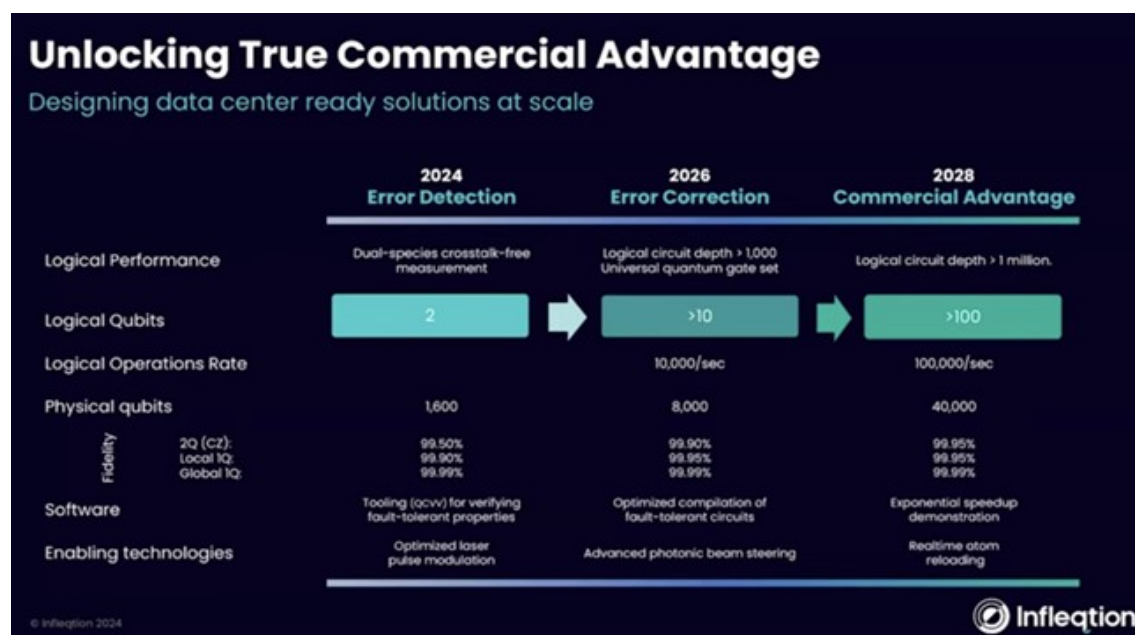 Unlocking True Commercial Advantage
Designing data center ready solutions at scale
2024 2026 2028
Error Detection Error Correction Commercial Advantage
Logical Performance
Dual-species crosstalk-free
measurement
Logical circuit depth > 1,000
Universal quantum gate set
Logical circuit depth > 1 million.
Logical Qubits 2 >10 >100
Logical Operations Rate 10,000/sec 100,000/sec
Physical qubits 1,600 8,000 40,000
Fidelity
2Q (CZ): 99.50% 99.90% 99.95%
Local 1Q: 99.90% 99.95% 99.95%
Global 1Q: 99.99% 99.99% 99.99%
Software
Tooling (QCVV) for verifying
fault-tolerant properties
Optimized compilation of
fault-tolerant circuits
Exponential speedup
demonstration
Enabling technologies
Optimized laser
pulse modulation
Advanced photonic beam steering
Realtime atom
reloading
© Infleqtion 2024
Infleqtion